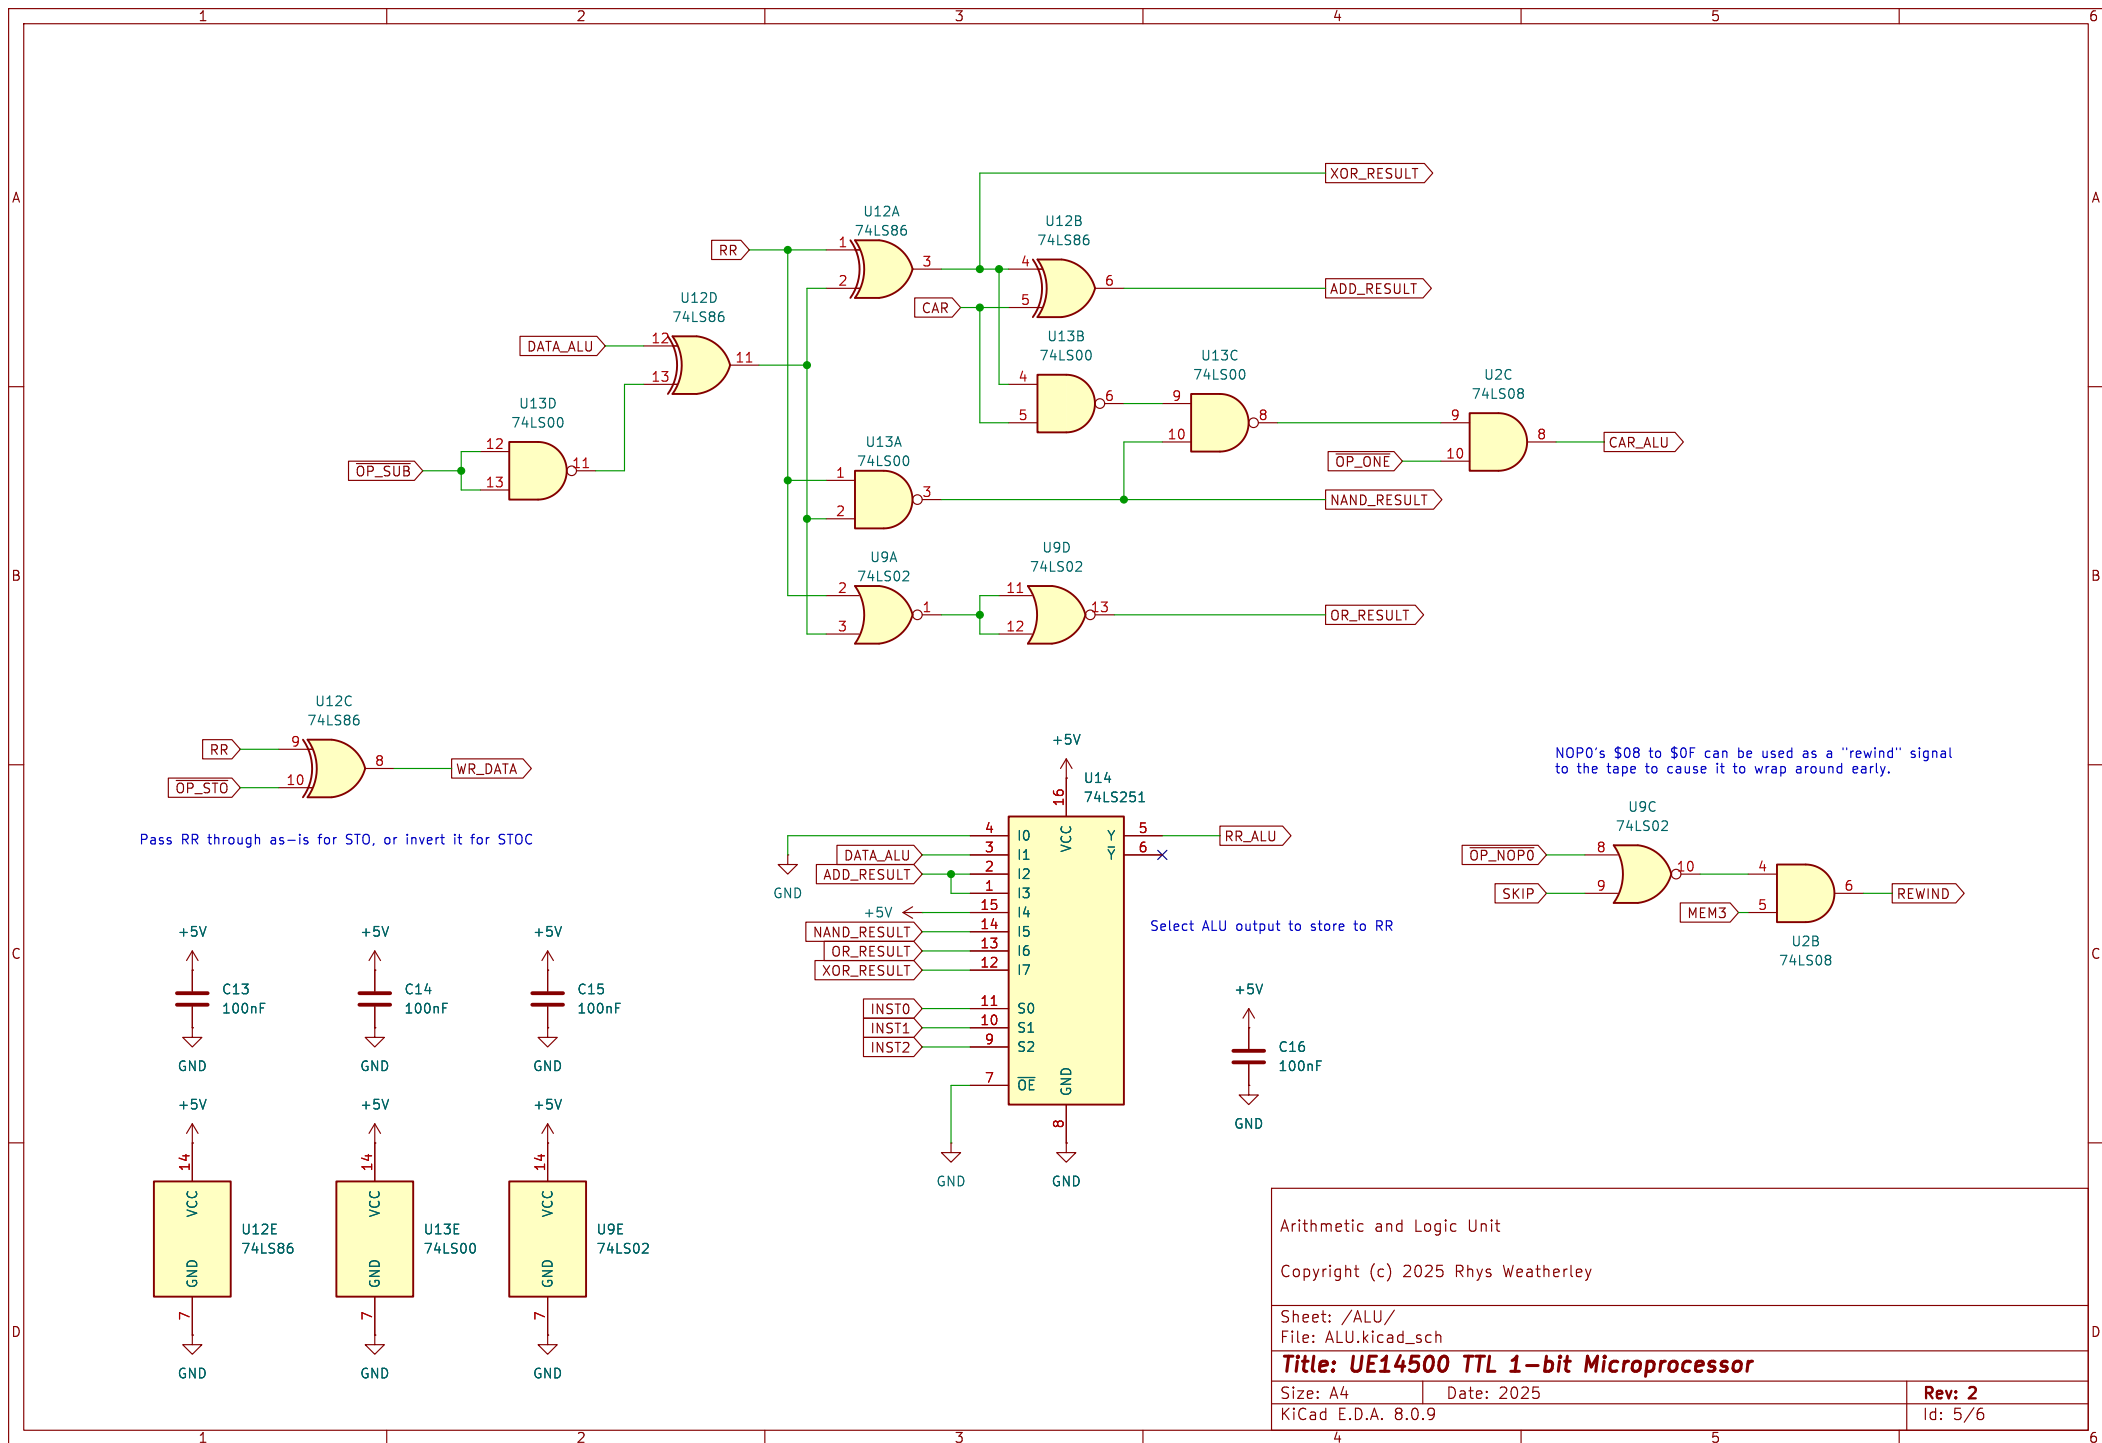 1 2 3 4 5 6
A
XOR_RESULT
U12A
74LS86
U12B
74LS86
RR
1
2
3
4
5
6
ADD_RESULT
CAR
U12D
74LS86
DATA_ALU
12
13
11
U13B
74LS00
4
5
6
U13C
74LS00
9
10
8
U2C
74LS08
9
10
8
CAR_ALU
OP_ONE
U13D
74LS00
OP_SUB
12
13
11
U13A
74LS00
1
2
3
NAND_RESULT
U9A
74LS02
2
3
1
U9D
74LS02
11
12
13
OR_RESULT
B
U12C
74LS86
RR
9
OP_STO
10
8
WR_DATA
Pass RR through as-is for STO, or invert it for STOC
+5V
16
U14
74LS251
VCC
4 I0
DATA_ALU 3 I1
ADD_RESULT 2 I2
1 I3
+5V 15 I4
NAND_RESULT 14 I5
OR_RESULT 13 I6
XOR_RESULT 12 I7
INST0 11 S0
INST1 10 S1
INST2 9 S2
7 OE
GND
8
Y 5
RR_ALU
Y 6
GND
GND
GND
Select ALU output to store to RR
+5V
C16
100nF
GND
NOP0's $08 to $0F can be used as a "rewind" signal
to the tape to cause it to wrap around early.
U9C
74LS02
OP_NOP0
8
SKIP
9
10
4
MEM3
5
6
REWIND
U2B
74LS08
C
+5V
C13
100nF
GND
+5V
C14
100nF
GND
+5V
C15
100nF
GND
+5V
14
VCC
GND
7
U12E
74LS86
GND
+5V
14
VCC
GND
7
U13E
74LS00
GND
+5V
14
VCC
GND
7
U9E
74LS02
GND
D
Arithmetic and Logic Unit
Copyright (c) 2025 Rhys Weatherley
Sheet: /ALU/
File: ALU.kicad_sch
Title: UE14500 TTL 1-bit Microprocessor
Size: A4
Date: 2025
Rev: 2
KiCad E.D.A. 8.0.9
Id: 5/6
A
B
C
D
1 2 3 4 5 6